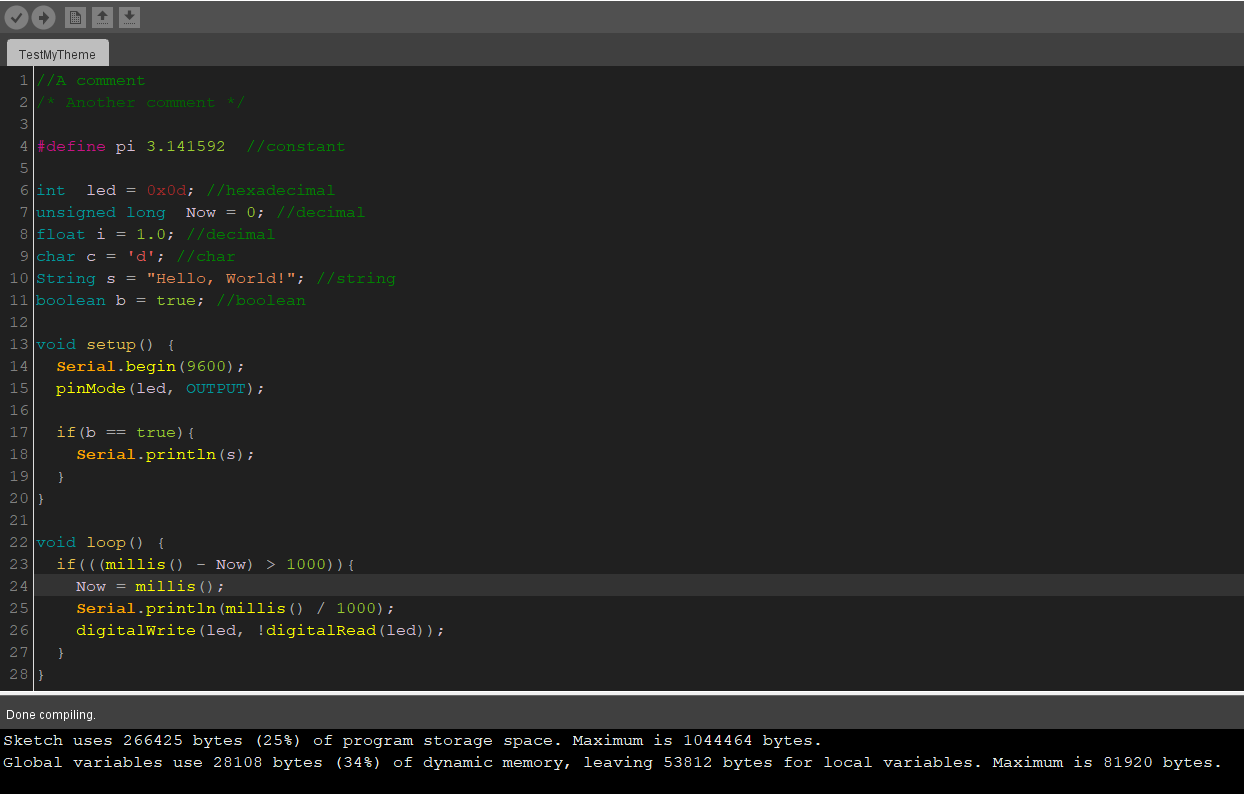 TestMyTheme
1 //A comment
2 /* Another comment */
3
4 #define pi 3.141592  //constant
5
6 int  led = 0x0d; //hexadecimal
7 unsigned long  Now = 0; //decimal
8 float i = 1.0; //decimal
9 char c = 'd'; //char
10 String s = "Hello, World!"; //string
11 boolean b = true; //boolean
12
13 void setup() {
14   Serial.begin(9600);
15   pinMode(led, OUTPUT);
16
17   if(b == true){
18     Serial.println(s);
19   }
20 }
21
22 void loop() {
23   if(((millis() - Now) > 1000)){
24     Now = millis();
25     Serial.println(millis() / 1000);
26     digitalWrite(led, !digitalRead(led));
27   }
28 }
Done compiling.
Sketch uses 266425 bytes (25%) of program storage space. Maximum is 1044464 bytes.
Global variables use 28108 bytes (34%) of dynamic memory, leaving 53812 bytes for local variables. Maximum is 81920 bytes.